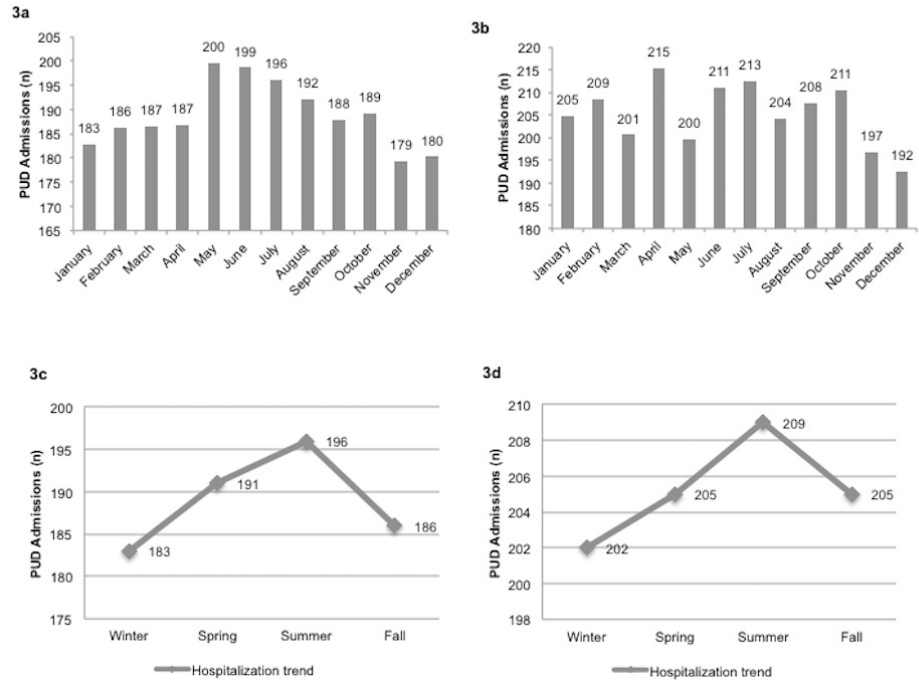 3a
PUD Admissions (n)
205
200
195
190
185
180
175
170
165
183
186
187
187
200
199
196
192
188
189
179
180
January
February
March
April
May
June
July
August
September
October
November
December
3b
PUD Admissions (n)
220
215
210
205
200
195
190
185
180
205
209
201
215
200
211
213
204
208
211
197
192
January
February
March
April
May
June
July
August
September
October
November
December
3c
PUD Admissions (n)
200
195
190
185
180
175
183
191
196
186
Winter
Spring
Summer
Fall
Hospitalization trend
3d
PUD Admissions (n)
210
208
206
204
202
200
198
202
205
209
205
Winter
Spring
Summer
Fall
Hospitalization trend